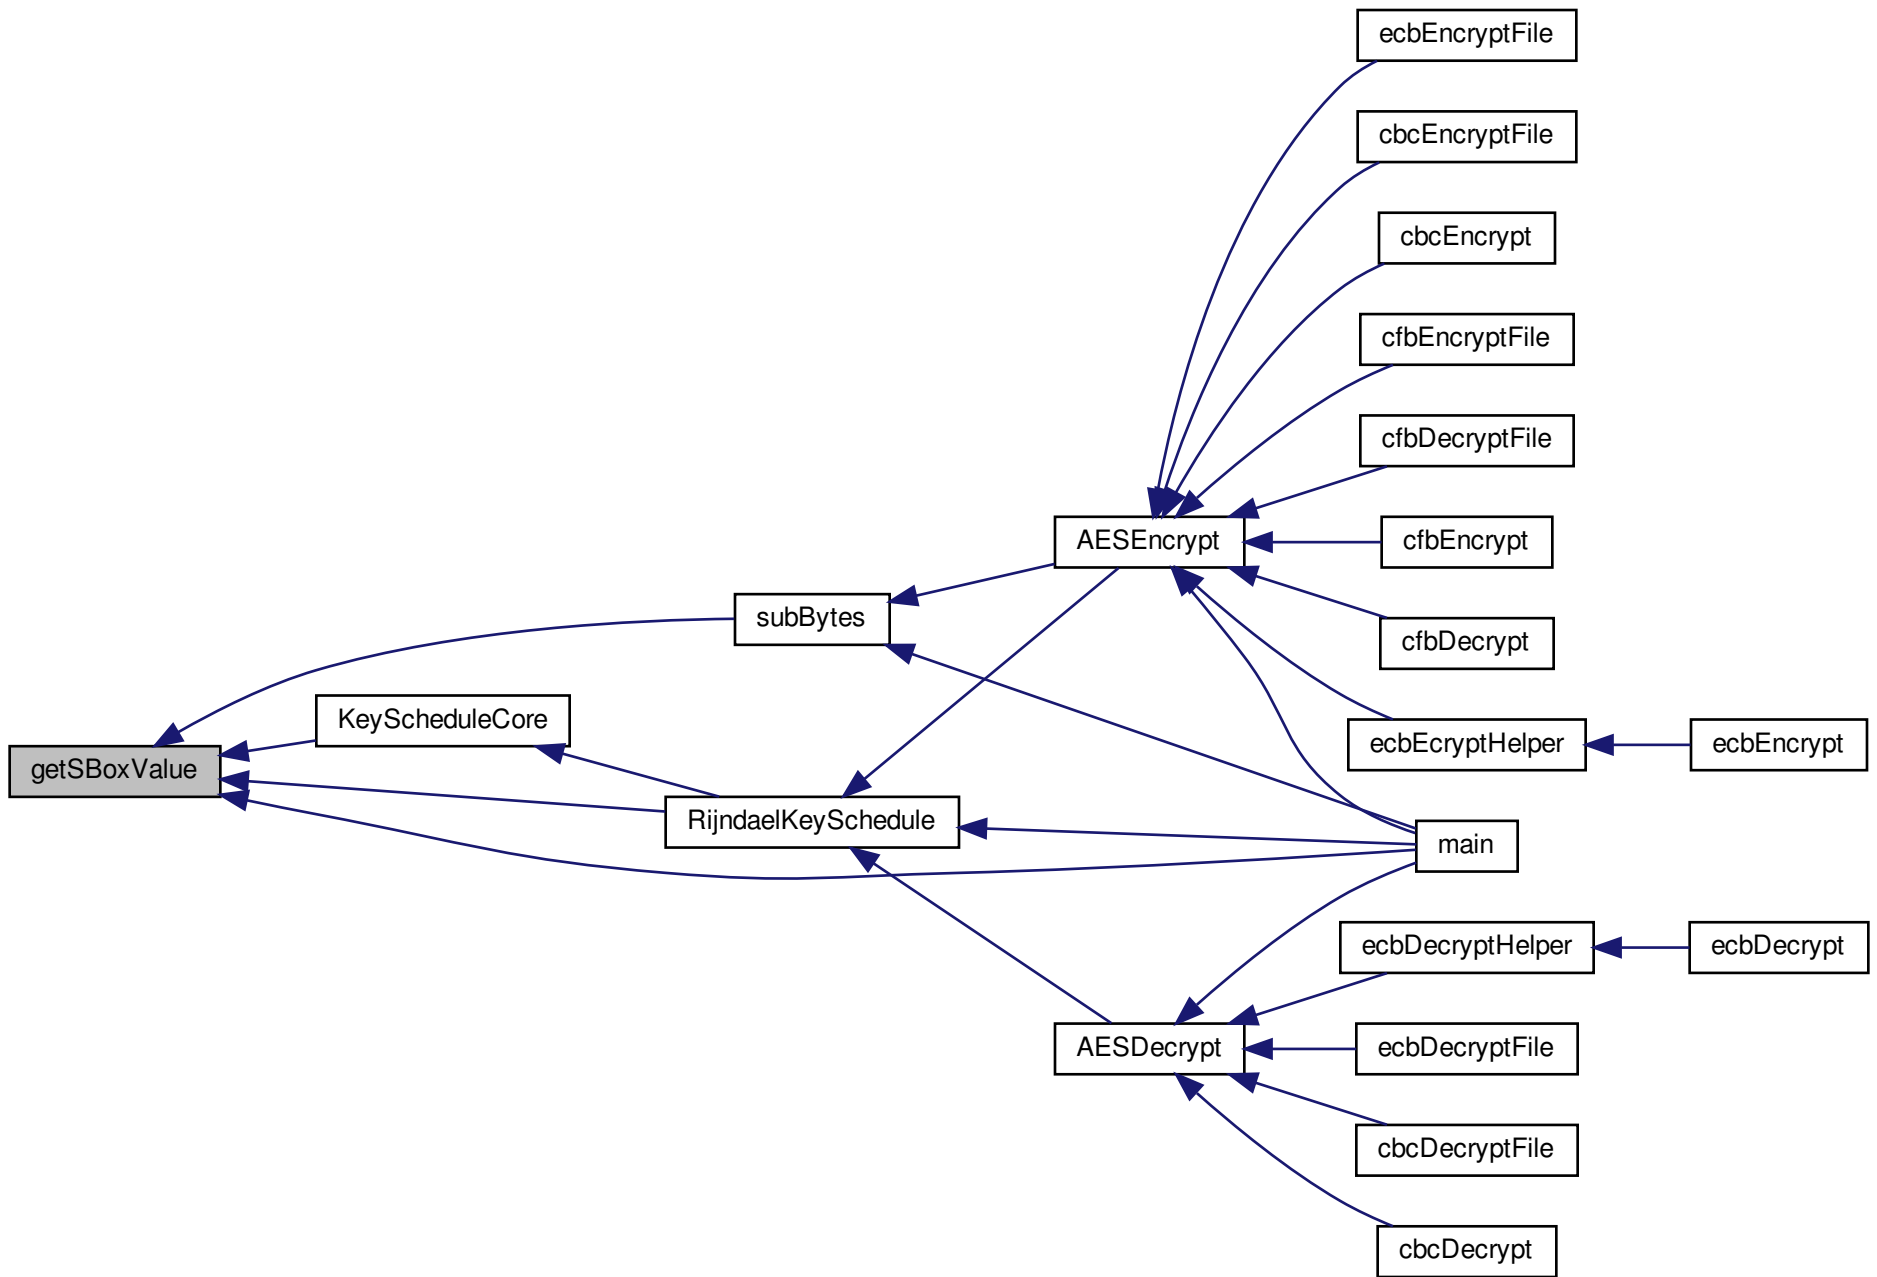 ecbEncryptFile
cbcEncryptFile
cbcEncrypt
cfbEncryptFile
cfbDecryptFile
AESEncrypt
cfbEncrypt
subBytes
cfbDecrypt
KeyScheduleCore
ecbEcryptHelper
ecbEncrypt
getSBoxValue
RijndaelKeySchedule
main
ecbDecryptHelper
ecbDecrypt
AESDecrypt
ecbDecryptFile
cbcDecryptFile
cbcDecrypt